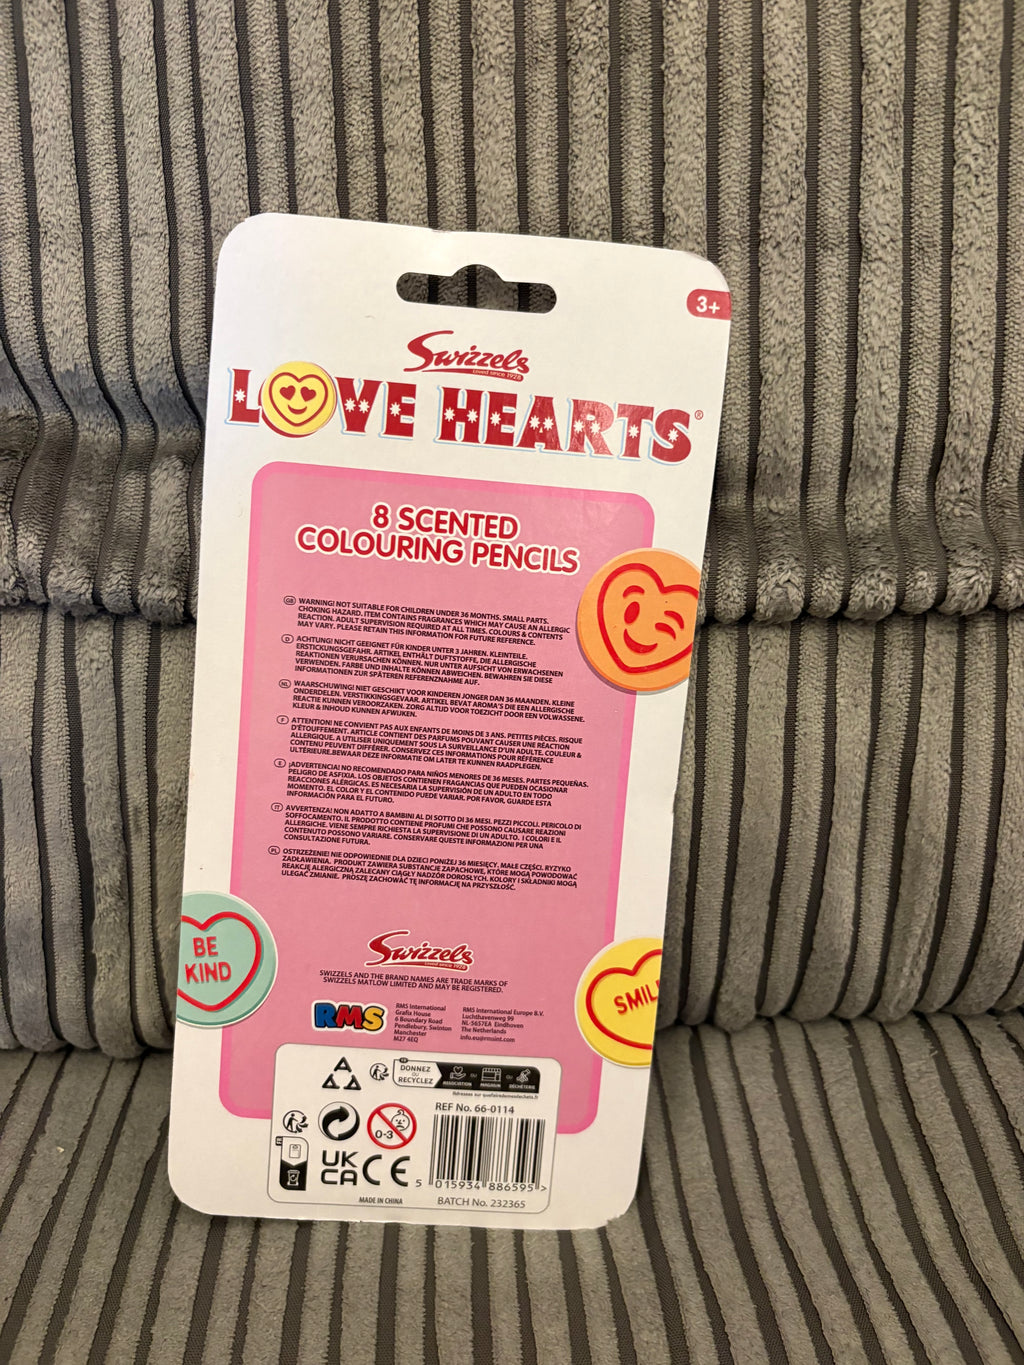 3+
Swizzels
Loved since 1928
LOVE HEARTS®
8 SCENTED
COLOURING PENCILS
GB WARNING! NOT SUITABLE FOR CHILDREN UNDER 36 MONTHS. SMALL PARTS.
CHOKING HAZARD. ITEM CONTAINS FRAGRANCES WHICH MAY CAUSE AN ALLERGIC
REACTION. ADULT SUPERVISION REQUIRED AT ALL TIMES. COLOURS & CONTENTS
MAY VARY. PLEASE RETAIN THIS INFORMATION FOR FUTURE REFERENCE.
D ACHTUNG! NICHT GEEIGNET FÜR KINDER UNTER 3 JAHREN. KLEINTEILE.
ERSTICKUNGSGEFAHR. ARTIKEL ENTHÄLT DUFTSTOFFE, DIE ALLERGISCHE
REAKTIONEN VERURSACHEN KÖNNEN. NUR UNTER AUFSICHT VON ERWACHSENEN
VERWENDEN. FARBE UND INHALTE KÖNNEN ABWEICHEN. BEWAHREN SIE DIESE
INFORMATIONEN ZUR SPÄTEREN REFERENZNAHME AUF.
NL WAARSCHUWING! NIET GESCHIKT VOOR KINDEREN JONGER DAN 36 MAANDEN. KLEINE
ONDERDELEN. VERSTIKKINGSGEVAAR. ARTIKEL BEVAT AROMA'S DIE EEN ALLERGISCHE
REACTIE KUNNEN VEROORZAKEN. ZORG ALTIJD VOOR TOEZICHT DOOR EEN VOLWASSENE.
KLEUR & INHOUD KUNNEN AFWIJKEN.
F ATTENTION! NE CONVIENT PAS AUX ENFANTS DE MOINS DE 3 ANS. PETITES PIÈCES. RISQUE
D'ÉTOUFFEMENT. ARTICLE CONTIENT DES PARFUMS POUVANT CAUSER UNE RÉACTION
ALLERGIQUE. A UTILISER UNIQUEMENT SOUS LA SURVEILLANCE D'UN ADULTE. COULEUR &
CONTENU PEUVENT DIFFÉRER. CONSERVEZ CES INFORMATIONS POUR RÉFÉRENCE
ULTÉRIEURE.BEWAAR DEZE INFORMATIE OM LATER TE KUNNEN RAADPLEGEN.
E ¡ADVERTENCIA! NO RECOMENDADO PARA NIÑOS MENORES DE 36 MESES. PARTES PEQUEÑAS.
PELIGRO DE ASFIXIA. LOS OBJETOS CONTIENEN FRAGANCIAS QUE PUEDEN OCASIONAR
REACCIONES ALÉRGICAS. ES NECESARIA LA SUPERVISIÓN DE UN ADULTO EN TODO
MOMENTO. EL COLOR Y EL CONTENIDO PUEDE VARIAR. POR FAVOR, GUARDE ESTA
INFORMACIÓN PARA EL FUTURO.
IT AVVERTENZA! NON ADATTO A BAMBINI AL DI SOTTO DI 36 MESI. PEZZI PICCOLI. PERICOLO DI
SOFFOCAMENTO. IL PRODOTTO CONTIENE PROFUMI CHE POSSONO CAUSARE REAZIONI
ALLERGICHE. VIENE SEMPRE RICHIESTA LA SUPERVISIONE DI UN ADULTO. I COLORI E IL
CONTENUTO POSSONO VARIARE. CONSERVARE QUESTE INFORMAZIONI PER UNA
CONSULTAZIONE FUTURA.
PL OSTRZEŻENIE! NIE ODPOWIEDNIE DLA DZIECI PONIŻEJ 36 MIESIĘCY, MAŁE CZĘŚCI. RYZYKO
ZADŁAWIENIA. PRODUKT ZAWIERA SUBSTANCJE ZAPACHOWE, KTÓRE MOGĄ POWODOWAĆ
REAKCJĘ ALERGICZNĄ ZALECANY CIĄGŁY NADZÓR DOROSŁYCH. KOLORY I SKŁADNIKI MOGĄ
ULEGAĆ ZMIANIE. PROSZĘ ZACHOWAĆ TĘ INFORMACJĘ NA PRZYSZŁOŚĆ.
BE
KIND
SMIL
Swizzels
Loved since 1928
SWIZZELS AND THE BRAND NAMES ARE TRADE MARKS OF
SWIZZELS MATLOW LIMITED AND MAY BE REGISTERED.
RMS
RMS International
Grafix House
6 Boundary Road
Pendlebury, Swinton
Manchester
M27 4EQ
RMS International Europe B.V.
Luchthavenweg 99
NL-5657EA Eindhoven
The Netherlands
info.eu@rmsint.com
FR
DONNEZ
OU
RECYCLEZ
ASSOCIATION
OU
MAGASIN
OU
DÉCHÈTERIE
Adresses sur quefairedemesdechets.fr
REF No. 66-0114
0-3
UK
CA CE
5 015934 886595 >
MADE IN CHINA
BATCH No. 232365